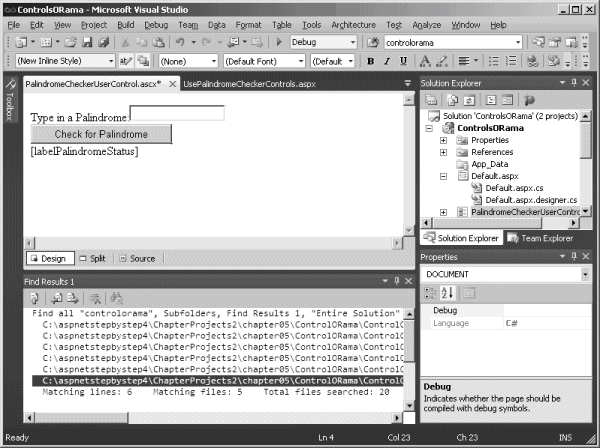 ControlsORama - Microsoft Visual Studio
File Edit View Project Build Debug Team Data Format Table Tools Architecture Test Analyze Window Help
Debug controlorama
(New Inline Style) (None) (Default Font) (Default B I U A
Toolbox
PalindromeCheckerUserControl.ascx* UsePalindromeCheckerControls.aspx
Type in a Palindrome:
Check for Palindrome
[labelPalindromeStatus]
Design Split Source
Find Results 1
Find all "controlorama", Subfolders, Find Results 1, "Entire Solution"
C:\aspnetstepbystep4\ChapterProjects2\chapter05\ControlORama\ControlO
C:\aspnetstepbystep4\ChapterProjects2\chapter05\ControlORama\ControlO
C:\aspnetstepbystep4\ChapterProjects2\chapter05\ControlORama\ControlO
C:\aspnetstepbystep4\ChapterProjects2\chapter05\ControlORama\ControlO
C:\aspnetstepbystep4\ChapterProjects2\chapter05\ControlORama\ControlO
C:\aspnetstepbystep4\ChapterProjects2\chapter05\ControlORama\ControlO
Matching lines: 6 Matching files: 5 Total files searched: 20
Solution Explorer
Solution 'ControlsORama' (2 projects)
ControlsORama
Properties
References
App_Data
Default.aspx
Default.aspx.cs
Default.aspx.designer.cs
PalindromeCheckerUserContro
Solution Explorer Team Explorer
Properties
DOCUMENT
Debug
Language C#
Debug
Indicates whether the page should be
compiled with debug symbols.
Ready Ln 4 Col 23 Ch 23 INS